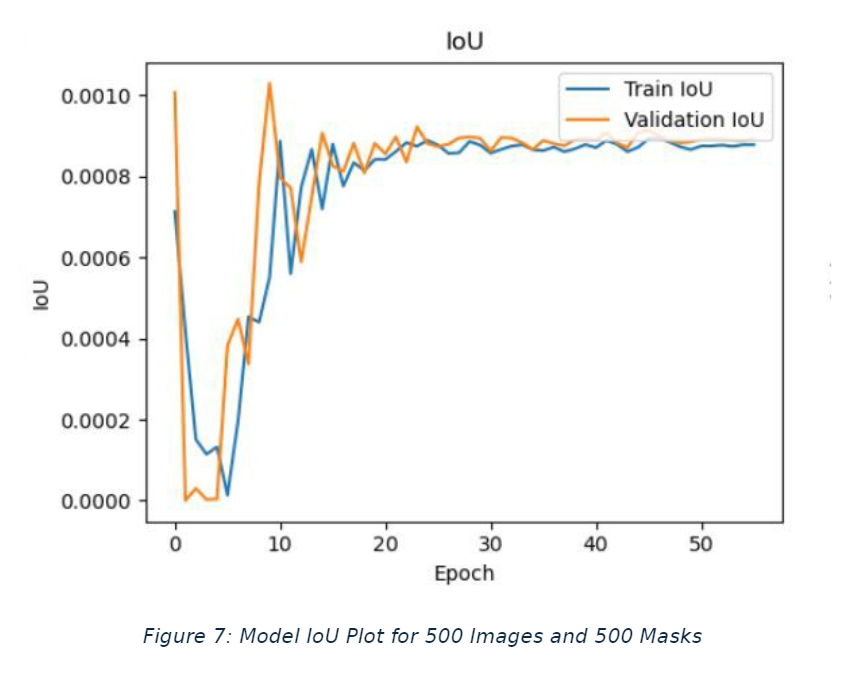 IoU
Train IoU
Validation IoU
0.0010
0.0008
0.0006
0.0004
0.0002
0.0000
IoU
0 10 20 30 40 50
Epoch
Figure 7: Model IoU Plot for 500 Images and 500 Masks